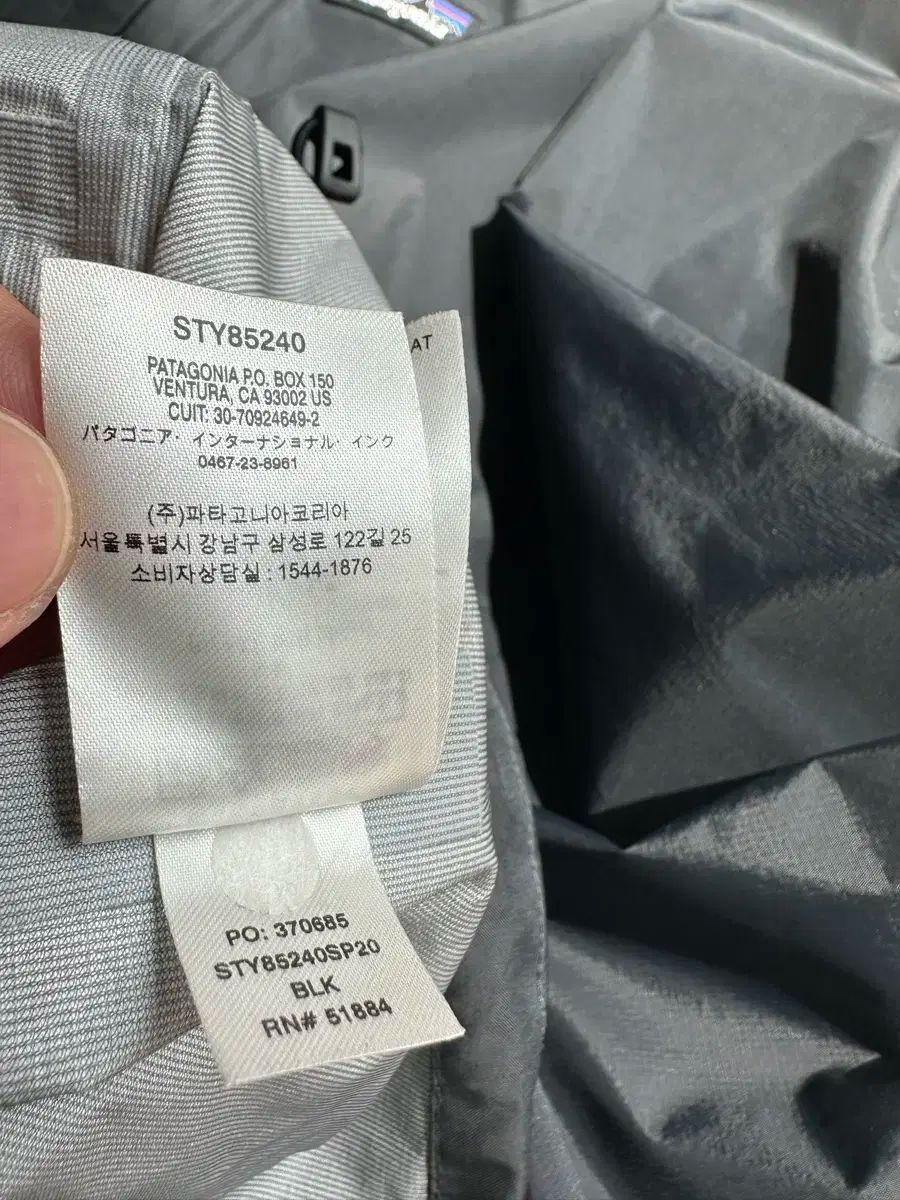 STY85240
PATAGONIA P.O. BOX 150
VENTURA, CA 93002 US
CUIT: 30-70924649-2
パタゴニア・インターナショナル・インク
0467-23-8961
(주)파타고니아코리아
서울특별시 강남구 삼성로 122길 25
소비자상담실 : 1544-1876
AT
PO: 370685
STY85240SP20
BLK
RN# 51884